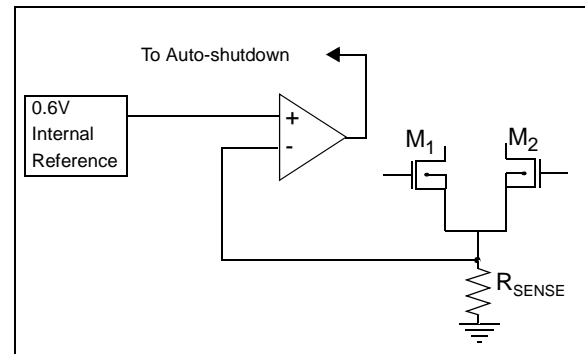 To Auto-shutdown
0.6V
Internal
Reference
+
-
M1
M2
RSENSE